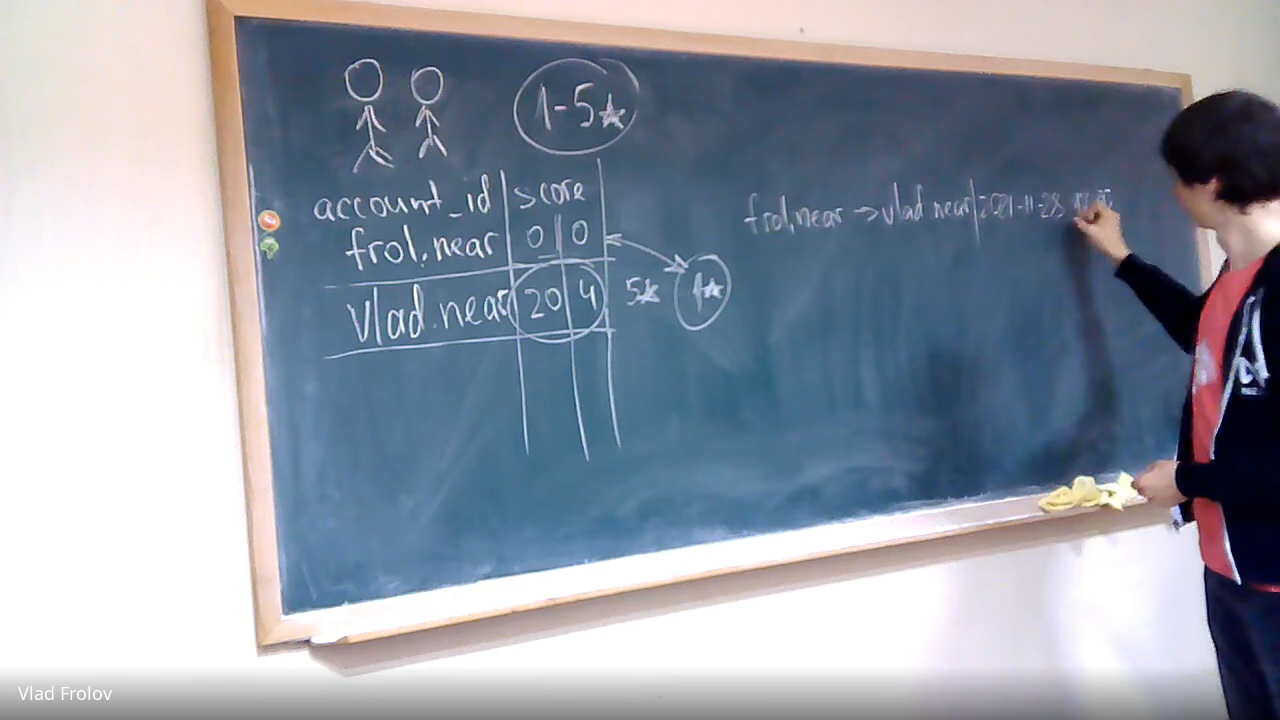 1-5★
account_id | score
frol.near | 0 | 0
vlad.near | 20 | 4 5★ 1★
frol.near → vlad.near | 2021-11-28
Vlad Frolov